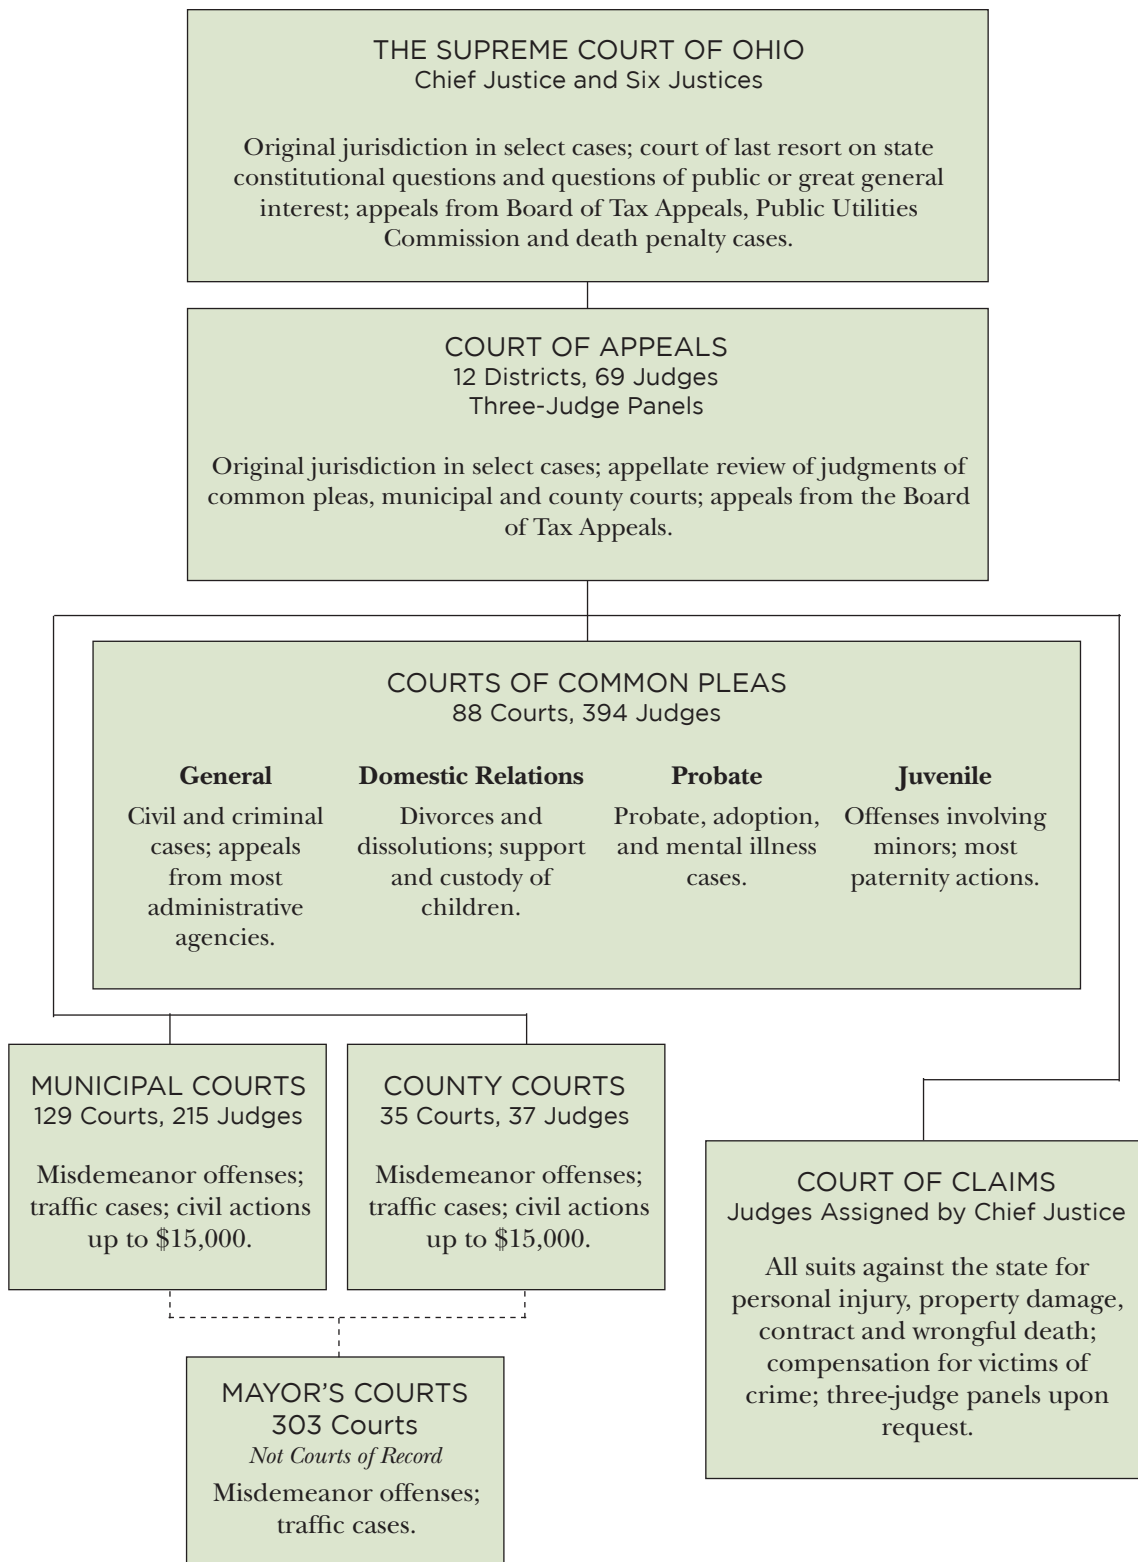 THE SUPREME COURT OF OHIO
Chief Justice and Six Justices
Original jurisdiction in select cases; court of last resort on state
constitutional questions and questions of public or great general
interest; appeals from Board of Tax Appeals, Public Utilities
Commission and death penalty cases.
COURT OF APPEALS
12 Districts, 69 Judges
Three-Judge Panels
Original jurisdiction in select cases; appellate review of judgments of
common pleas, municipal and county courts; appeals from the Board
of Tax Appeals.
COURTS OF COMMON PLEAS
88 Courts, 394 Judges
General
Civil and criminal
cases; appeals
from most
administrative
agencies.
Domestic Relations
Divorces and
dissolutions; support
and custody of
children.
Probate
Probate, adoption,
and mental illness
cases.
Juvenile
Offenses involving
minors; most
paternity actions.
MUNICIPAL COURTS
129 Courts, 215 Judges
Misdemeanor offenses;
traffic cases; civil actions
up to $15,000.
COUNTY COURTS
35 Courts, 37 Judges
Misdemeanor offenses;
traffic cases; civil actions
up to $15,000.
COURT OF CLAIMS
Judges Assigned by Chief Justice
All suits against the state for
personal injury, property damage,
contract and wrongful death;
compensation for victims of
crime; three-judge panels upon
request.
MAYOR'S COURTS
303 Courts
Not Courts of Record
Misdemeanor offenses;
traffic cases.